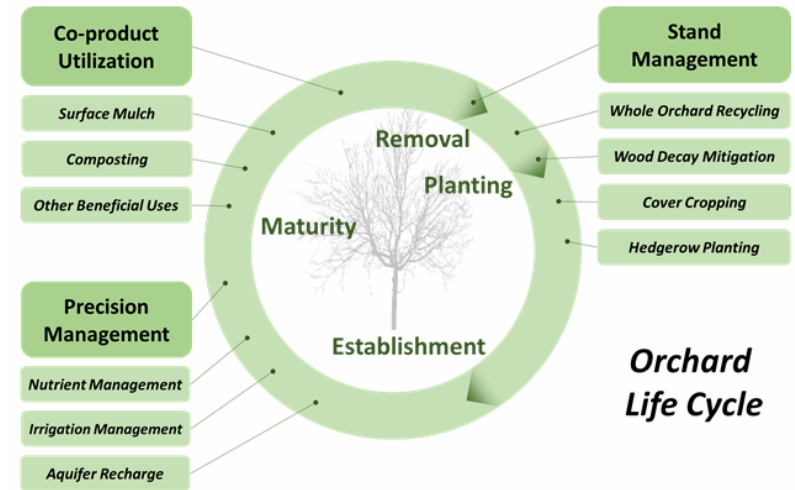 Co-product
Utilization
Surface Mulch
Composting
Other Beneficial Uses
Precision
Management
Nutrient Management
Irrigation Management
Aquifer Recharge
Removal
Planting
Maturity
Establishment
Stand
Management
Whole Orchard Recycling
Wood Decay Mitigation
Cover Cropping
Hedgerow Planting
Orchard
Life Cycle